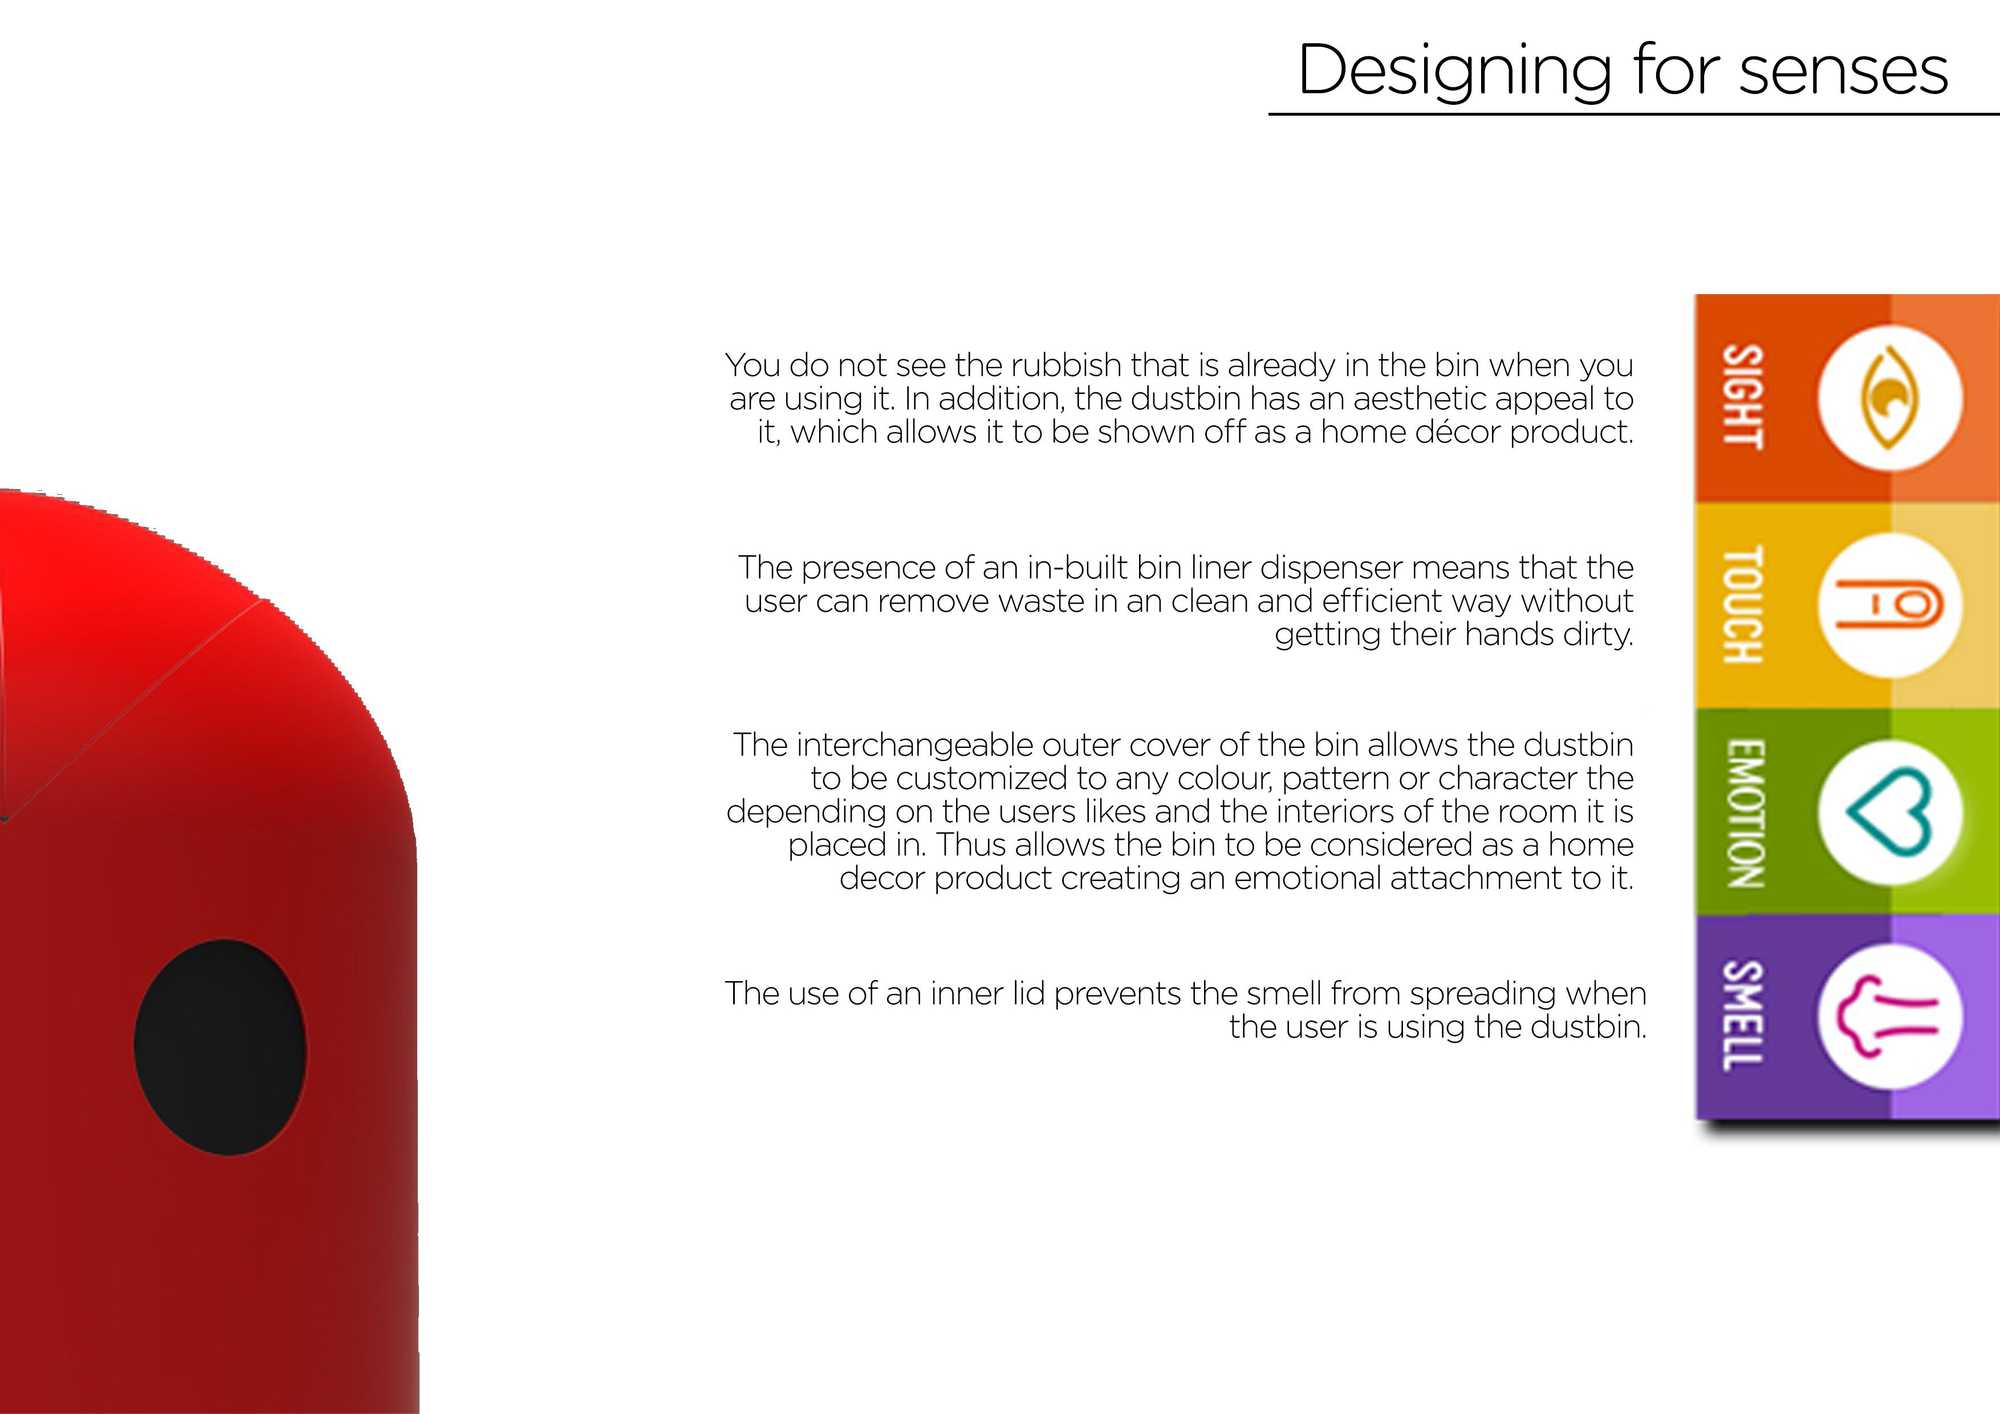 Designing for senses
You do not see the rubbish that is already in the bin when you
are using it. In addition, the dustbin has an aesthetic appeal to
it, which allows it to be shown off as a home décor product.
SIGHT
The presence of an in-built bin liner dispenser means that the
user can remove waste in an clean and efficient way without
getting their hands dirty.
TOUCH
The interchangeable outer cover of the bin allows the dustbin
to be customized to any colour, pattern or character the
depending on the users likes and the interiors of the room it is
placed in. Thus allows the bin to be considered as a home
decor product creating an emotional attachment to it.
EMOTION
The use of an inner lid prevents the smell from spreading when
the user is using the dustbin.
SMELL